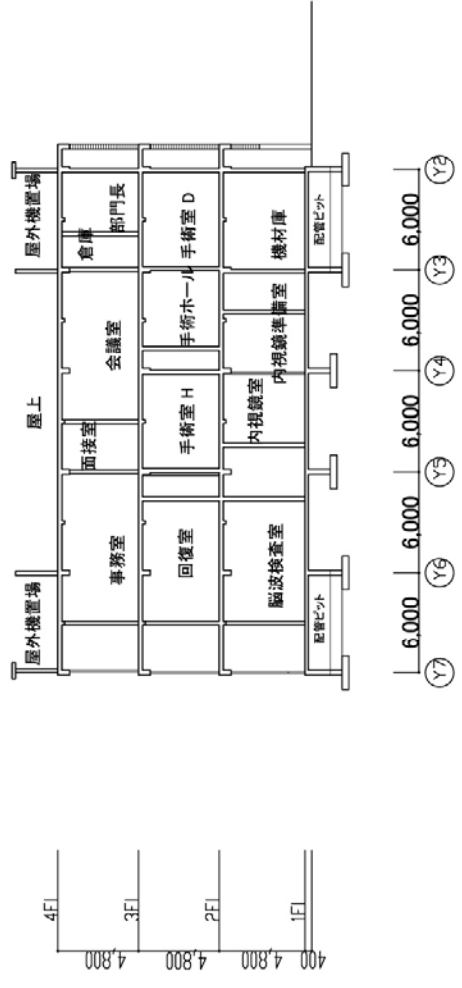 屋外機置場
屋上
屋外機置場
事務室
面接室
会議室
倉庫
部門長
回復室
手術室 H
手術ホール
手術室 D
脳波検査室
内視鏡室
内視鏡準備室
機材庫
配管ピット
配管ピット
6,000
6,000
6,000
6,000
6,000
Y7
Y6
Y5
Y4
Y3
Y2
4FL
3FL
2FL
1FL
4,800
4,800
4,800
400